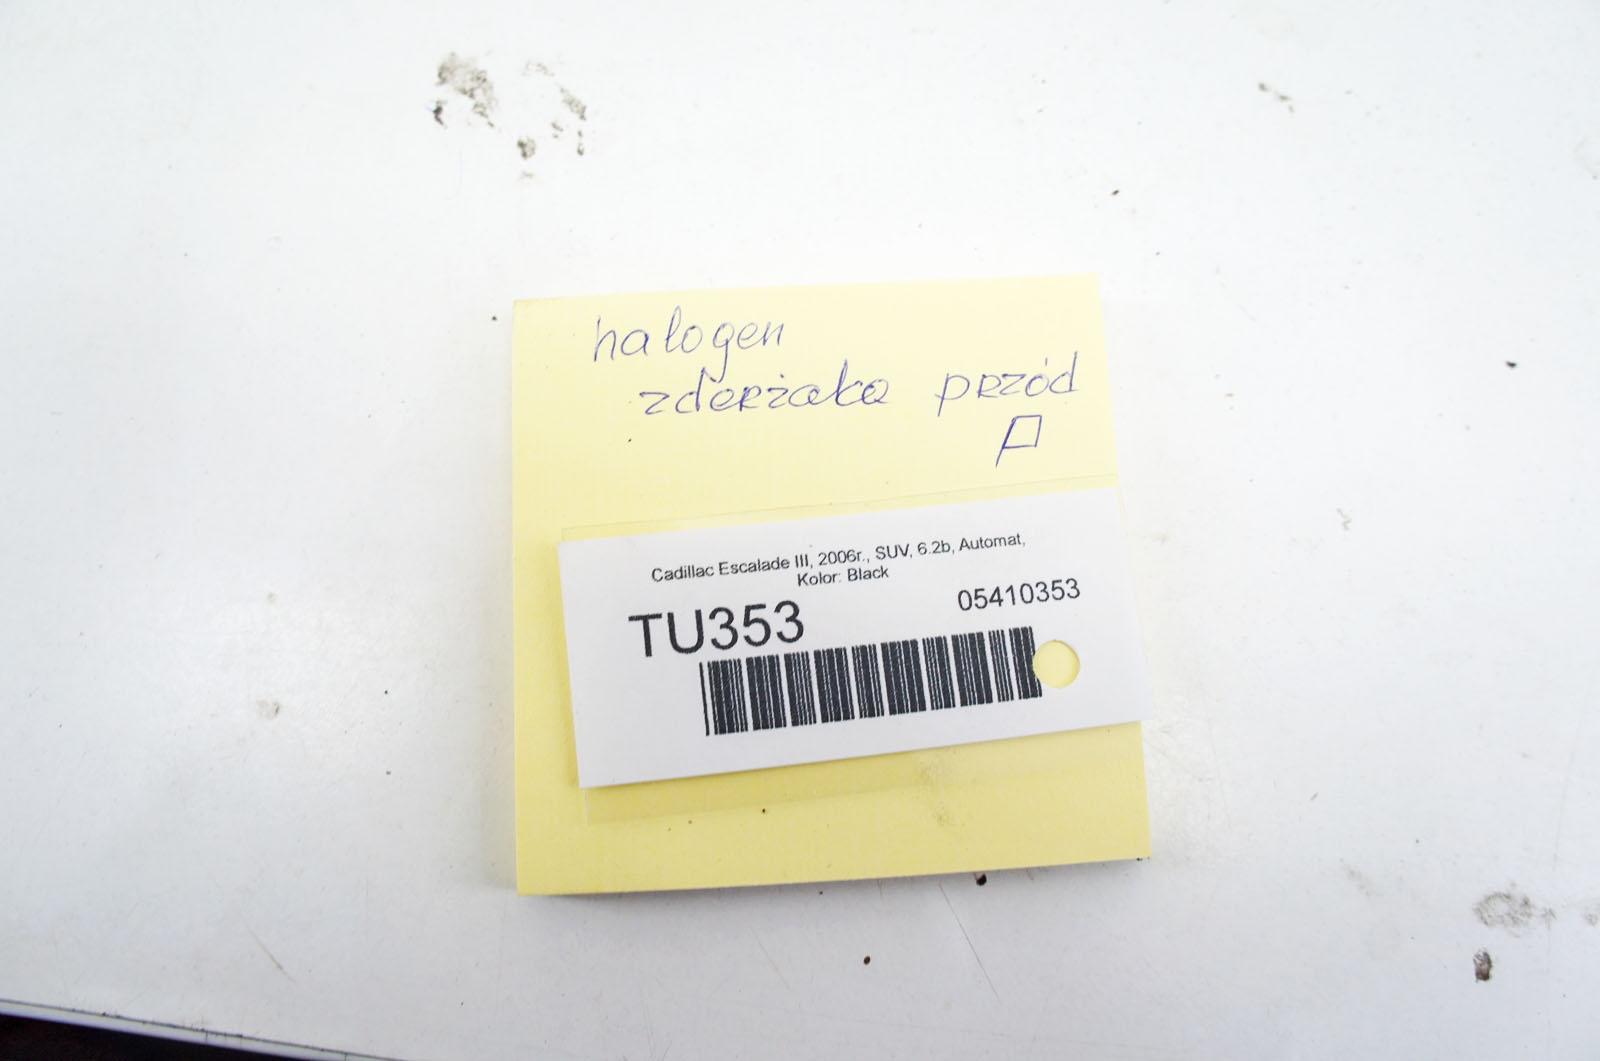 halogen
zderzaka przód
P
Cadillac Escalade III, 2006r., SUV, 6.2b, Automat,
Kolor: Black
TU353
05410353